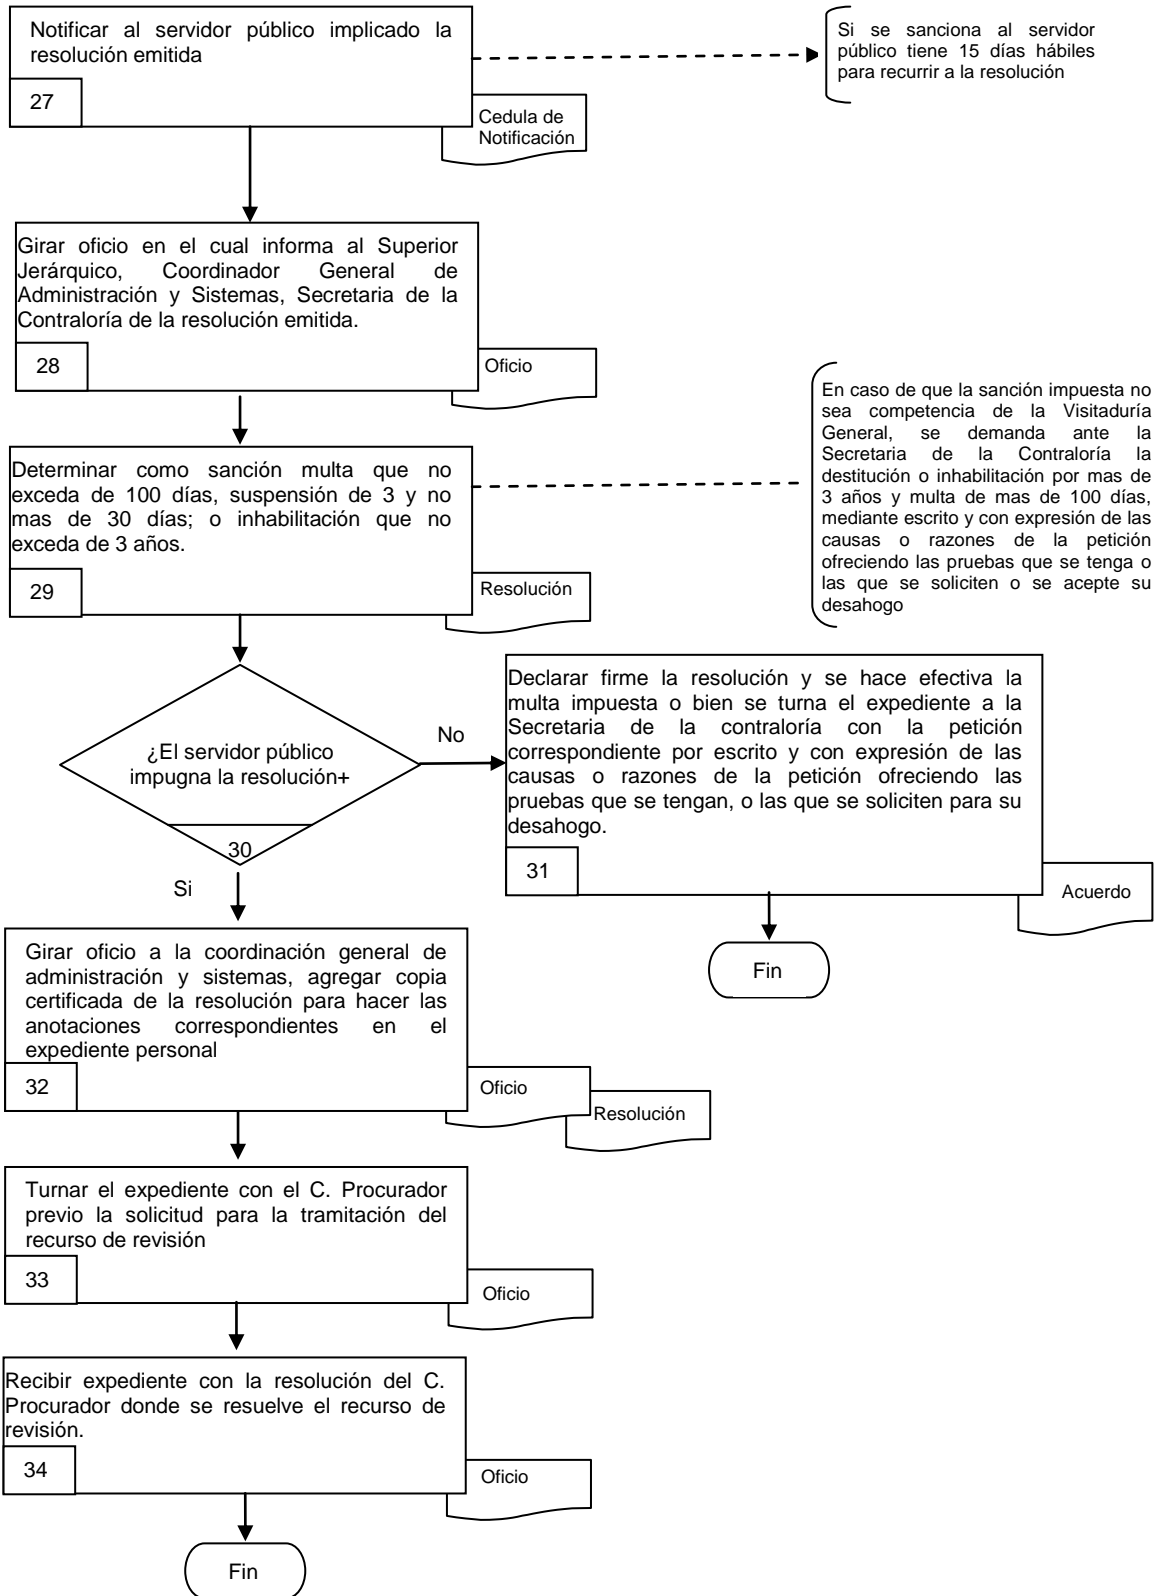 Notificar al servidor público implicado la
resolución emitida
27
Cedula de
Notificación
Si se sanciona al servidor
público tiene 15 días hábiles
para recurrir a la resolución
Girar oficio en el cual informa al Superior
Jerárquico, Coordinador General de
Administración y Sistemas, Secretaria de la
Contraloría de la resolución emitida.
28
Oficio
Determinar como sanción multa que no
exceda de 100 días, suspensión de 3 y no
mas de 30 días; o inhabilitación que no
exceda de 3 años.
29
Resolución
En caso de que la sanción impuesta no
sea competencia de la Visitaduría
General, se demanda ante la
Secretaria de la Contraloría la
destitución o inhabilitación por mas de
3 años y multa de mas de 100 días,
mediante escrito y con expresión de las
causas o razones de la petición
ofreciendo las pruebas que se tenga o
las que se soliciten o se acepte su
desahogo
¿El servidor público
impugna la resolución+
30
No
Si
Declarar firme la resolución y se hace efectiva la
multa impuesta o bien se turna el expediente a la
Secretaria de la contraloría con la petición
correspondiente por escrito y con expresión de las
causas o razones de la petición ofreciendo las
pruebas que se tengan, o las que se soliciten para su
desahogo.
31
Acuerdo
Fin
Girar oficio a la coordinación general de
administración y sistemas, agregar copia
certificada de la resolución para hacer las
anotaciones correspondientes en el
expediente personal
32
Oficio
Resolución
Turnar el expediente con el C. Procurador
previo la solicitud para la tramitación del
recurso de revisión
33
Oficio
Recibir expediente con la resolución del C.
Procurador donde se resuelve el recurso de
revisión.
34
Oficio
Fin